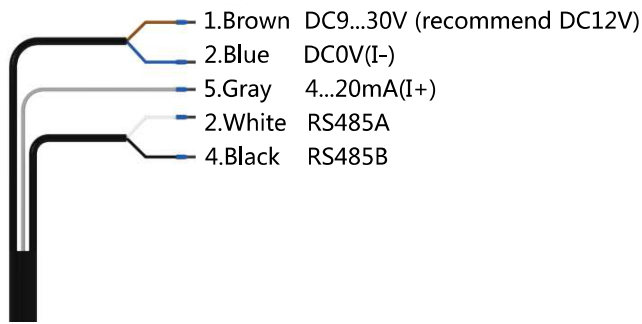 1.Brown DC9...30V (recommend DC12V)
2.Blue DC0V(I-)
5.Gray 4...20mA(I+)
2.White RS485A
4.Black RS485B